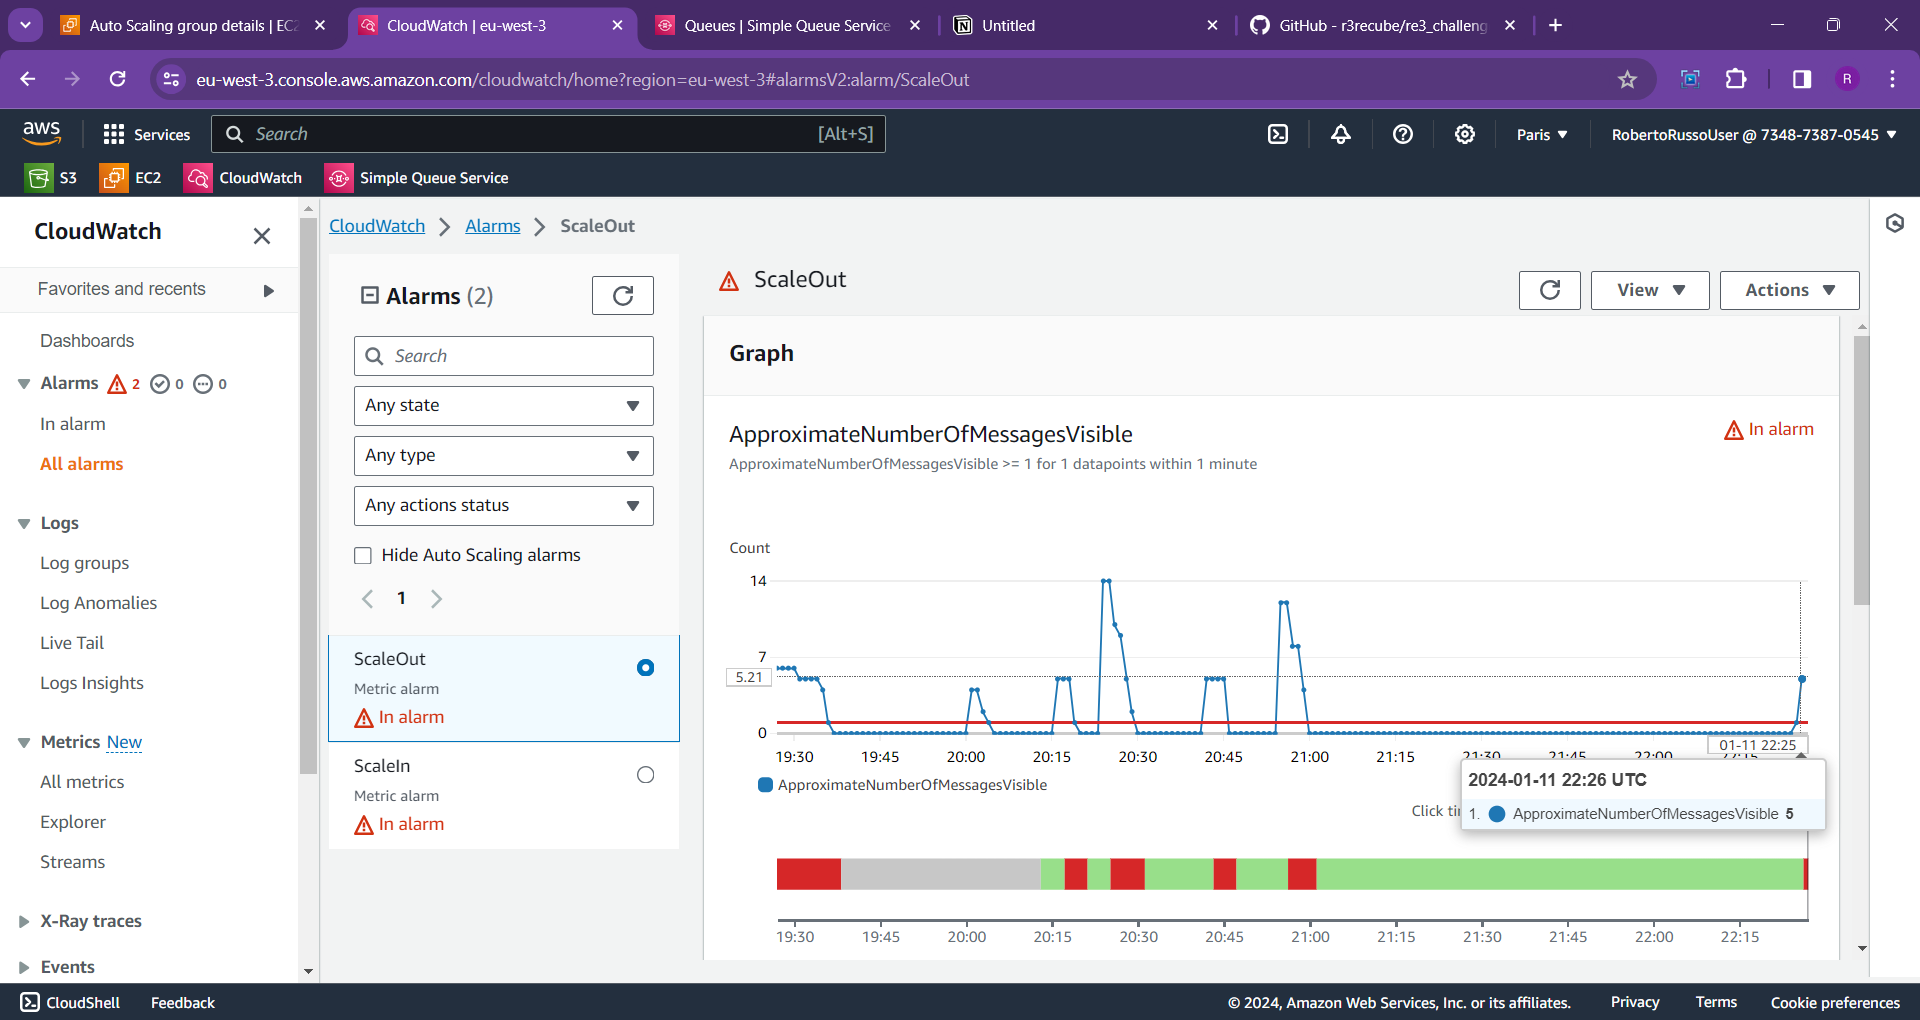 Auto Scaling group details | EC2
CloudWatch | eu-west-3
Queues | Simple Queue Service
Untitled
GitHub - r3recube/re3_challeng
eu-west-3.console.aws.amazon.com/cloudwatch/home?region=eu-west-3#alarmsV2:alarm/ScaleOut
R
aws
Services
Search
[Alt+S]
Paris
RobertoRussoUser @ 7348-7387-0545
S3
EC2
CloudWatch
Simple Queue Service
CloudWatch
Favorites and recents
Dashboards
Alarms 2 0 0
In alarm
All alarms
Logs
Log groups
Log Anomalies
Live Tail
Logs Insights
Metrics New
All metrics
Explorer
Streams
X-Ray traces
Events
CloudWatch
Alarms
ScaleOut
Alarms (2)
Search
Any state
Any type
Any actions status
Hide Auto Scaling alarms
1
ScaleOut
Metric alarm
In alarm
ScaleIn
Metric alarm
In alarm
ScaleOut
View
Actions
Graph
ApproximateNumberOfMessagesVisible
In alarm
ApproximateNumberOfMessagesVisible >= 1 for 1 datapoints within 1 minute
Count
14
7
5.21
0
19:30 19:45 20:00 20:15 20:30 20:45 21:00 21:15 21:30 21:45 22:00 22:15
01-11 22:25
ApproximateNumberOfMessagesVisible
Click
2024-01-11 22:26 UTC
1. ApproximateNumberOfMessagesVisible 5
19:30 19:45 20:00 20:15 20:30 20:45 21:00 21:15 21:30 21:45 22:00 22:15
CloudShell
Feedback
© 2024, Amazon Web Services, Inc. or its affiliates.
Privacy
Terms
Cookie preferences